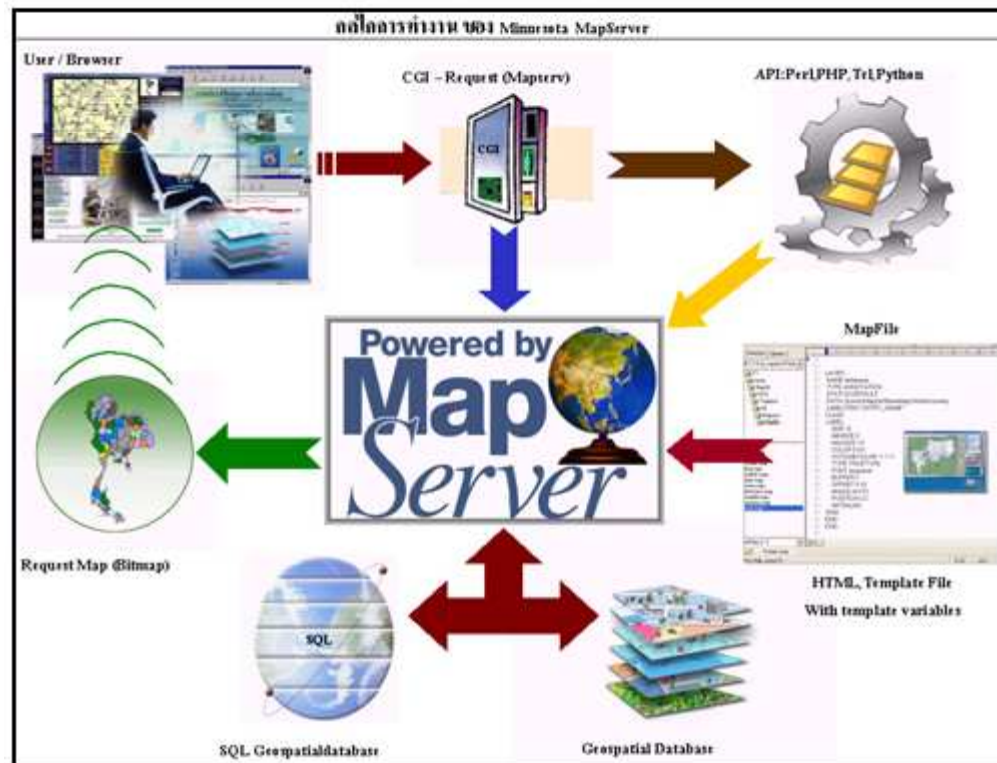 กลไกการทำงาน ของ Minnesota MapServer
User / Browser
CGI – Request (Mapserv)
API:Perl,PHP, Tcl,Python
CGI
Powered by
Map
Server
MapFile
Request Map (Bitmap)
HTML, Template File
With template variables
SQL
SQL Geospatialdatabase
Geospatial Database